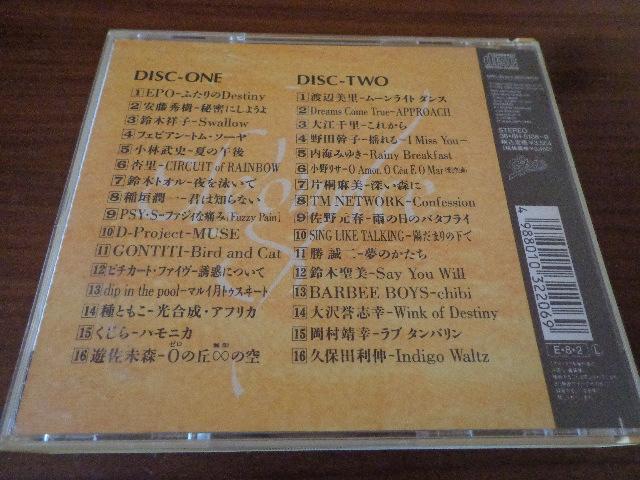 DISC-ONE
1 EPO-ふたりのDestiny
2 安藤秀樹-秘密にしようよ
3 鈴木祥子-Swallow
4 フェビアン-トム・ソーヤ
5 小林武史-夏の午後
6 杏里-CIRCUIT of RAINBOW
7 鈴木トオル-夜を泳いで
8 稲垣潤一-君は知らない
9 PSY・S-ファジィな痛み[Fuzzy Pain]
10 D-Project-MUSE
11 GONTITI-Bird and Cat
12 ピチカート・ファイヴ-誘惑について
13 dip in the pool-マルイ月トゥスヰート
14 種ともこ-光合成・アフリカ
15 くじら-ハモニカ
16 遊佐未森-0の丘∞の空
DISC-TWO
1 渡辺美里-ムーンライト ダンス
2 Dreams Come True-APPROACH
3 大江千里-これから
4 野田幹子-揺れる-I Miss You-
5 内海みゆき-Rainy Breakfast
6 小野リサ-O Amor, O Céu E O Mar
7 片桐麻美-深い森に
8 TM NETWORK-Confession
9 佐野元春-雨の日のバタフライ
10 SING LIKE TALKING-陽だまりの下で
11 勝 誠二-夢のかたち
12 鈴木聖美-Say You Will
13 BARBEE BOYS-chibi
14 大沢誉志幸-Wink of Destiny
15 岡村靖幸-ラブ タンバリン
16 久保田利伸-Indigo Waltz
STEREO
4 988010 322069
E・8・2 L